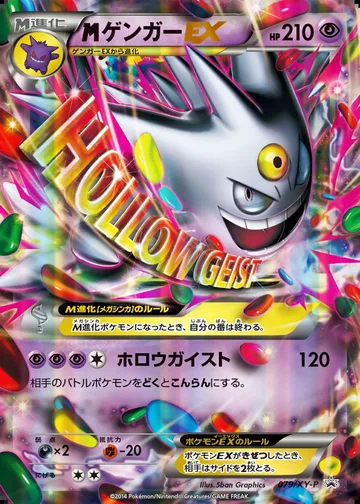 M進化
MゲンガーEX
HP210
ゲンガーEXから進化
HOLLOW GEIST
M進化[メガシンカ]のルール
M進化ポケモンになったとき、自分の番は終わる。
ホロウガイスト 120
相手のバトルポケモンをどくとこんらんにする。
弱点 ×2 抵抗力 -20
にげる
ポケモンEXのルール
ポケモンEXがきぜつしたとき、
相手はサイドを2枚とる。
Illus.5ban Graphics 079/XY-P PROMO
©2014 Pokémon/Nintendo/Creatures/GAME FREAK.